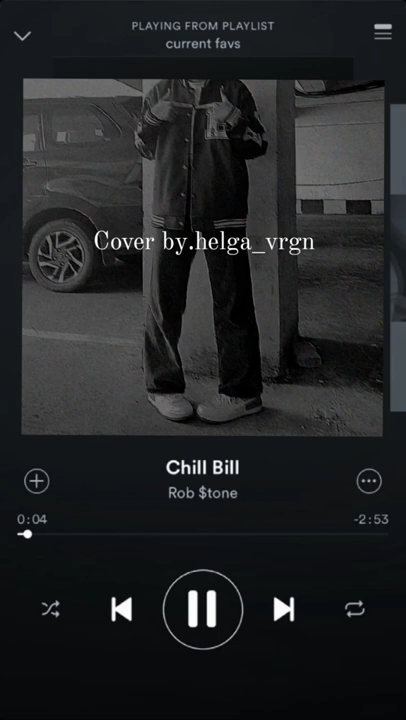 PLAYING FROM PLAYLIST
current favs
Cover by.helga_vrgn
Chill Bill
Rob $tone
0:04
-2:53